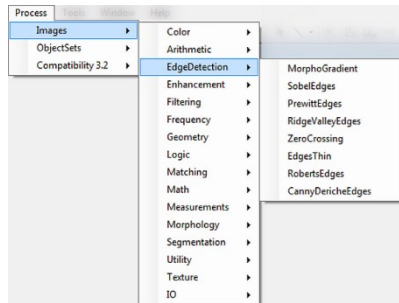 Process Tools Window Help
Images
ObjectSets
Compatibility 3.2
Color
Arithmetic
EdgeDetection
Enhancement
Filtering
Frequency
Geometry
Logic
Matching
Math
Measurements
Morphology
Segmentation
Utility
Texture
IO
MorphoGradient
SobelEdges
PrewittEdges
RidgeValleyEdges
ZeroCrossing
EdgesThin
RobertsEdges
CannyDericheEdges